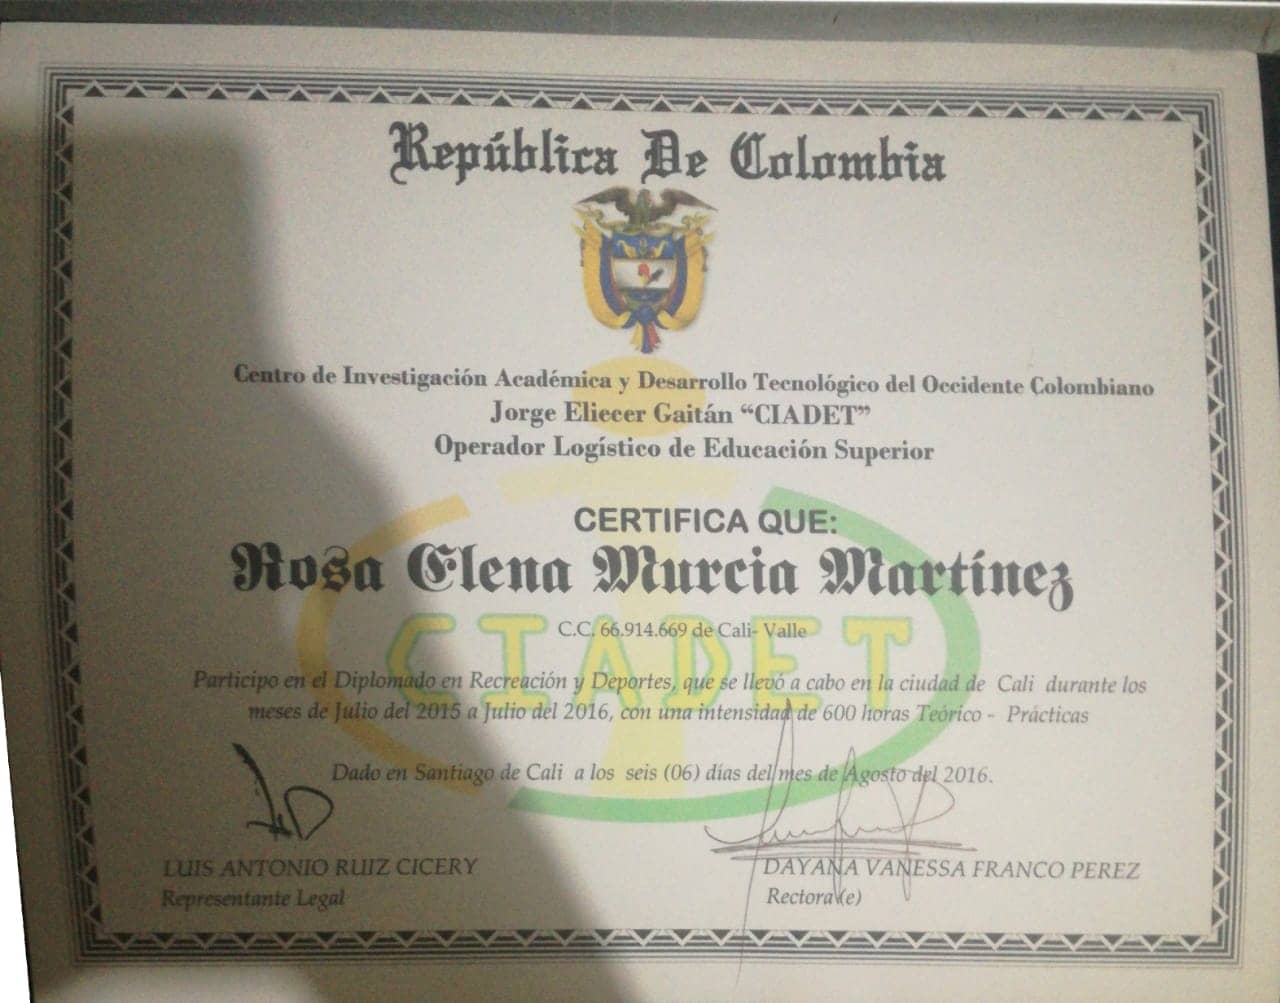 República De Colombia
Centro de Investigación Académica y Desarrollo Tecnológico del Occidente Colombiano
Jorge Eliecer Gaitán “CIADET”
Operador Logístico de Educación Superior
CERTIFICA QUE:
Rosa Elena Murcia Martínez
CIADET
C.C. 66.914.669 de Cali- Valle
Participo en el Diplomado en Recreación y Deportes, que se llevó a cabo en la ciudad de Cali durante los
meses de Julio del 2015 a Julio del 2016, con una intensidad de 600 horas Teórico - Prácticas
Dado en Santiago de Cali a los seis (06) días del mes de Agosto del 2016.
LUIS ANTONIO RUIZ CICERY
Representante Legal
DAYANA VANESSA FRANCO PEREZ
Rectora (e)